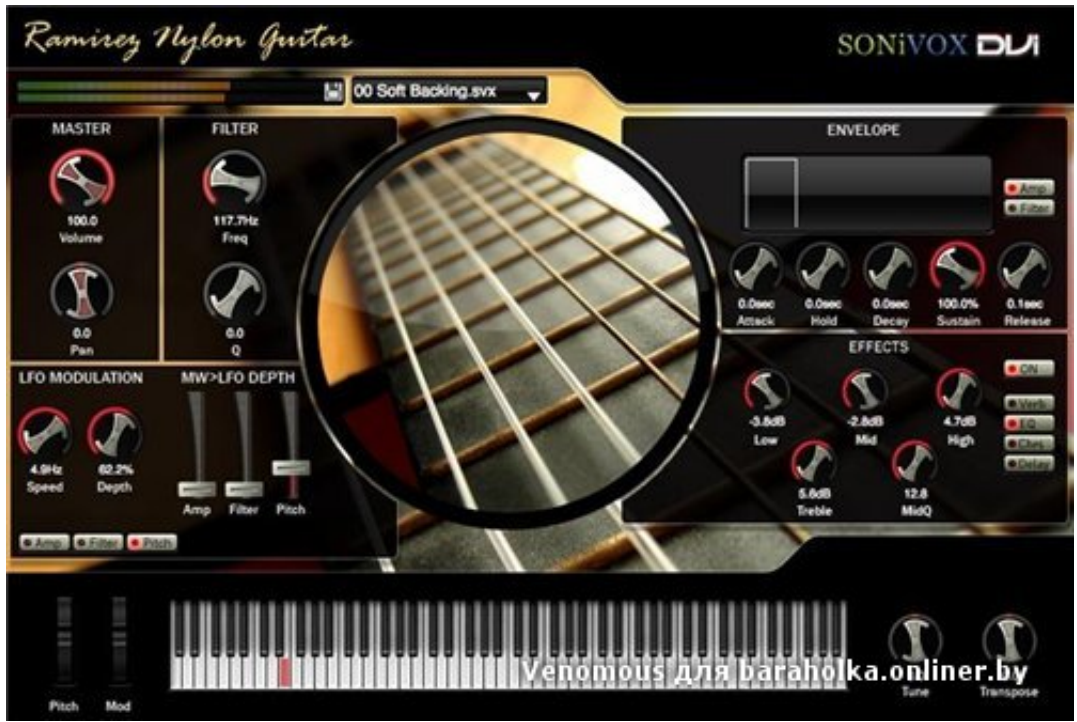 Ramirez Nylon Guitar
SONiVOX DVi
00 Soft Backing.svx
MASTER
100.0
Volume
0.0
Pan
FILTER
117.7Hz
Freq
0.0
Q
LFO MODULATION
4.9Hz
Speed
62.2%
Depth
Amp Filter Pitch
MW>LFO DEPTH
Amp Filter Pitch
ENVELOPE
Amp
Filter
0.0sec 0.0sec 0.0sec 100.0% 0.1sec
Attack Hold Decay Sustain Release
EFFECTS
ON
Verb
EQ
Delay
-3.8dB -2.8dB 4.7dB
Low Mid High
5.6dB 12.8
Treble MidQ
Pitch Mod
Tune Transpose
Venomous для baraholka.onliner.by